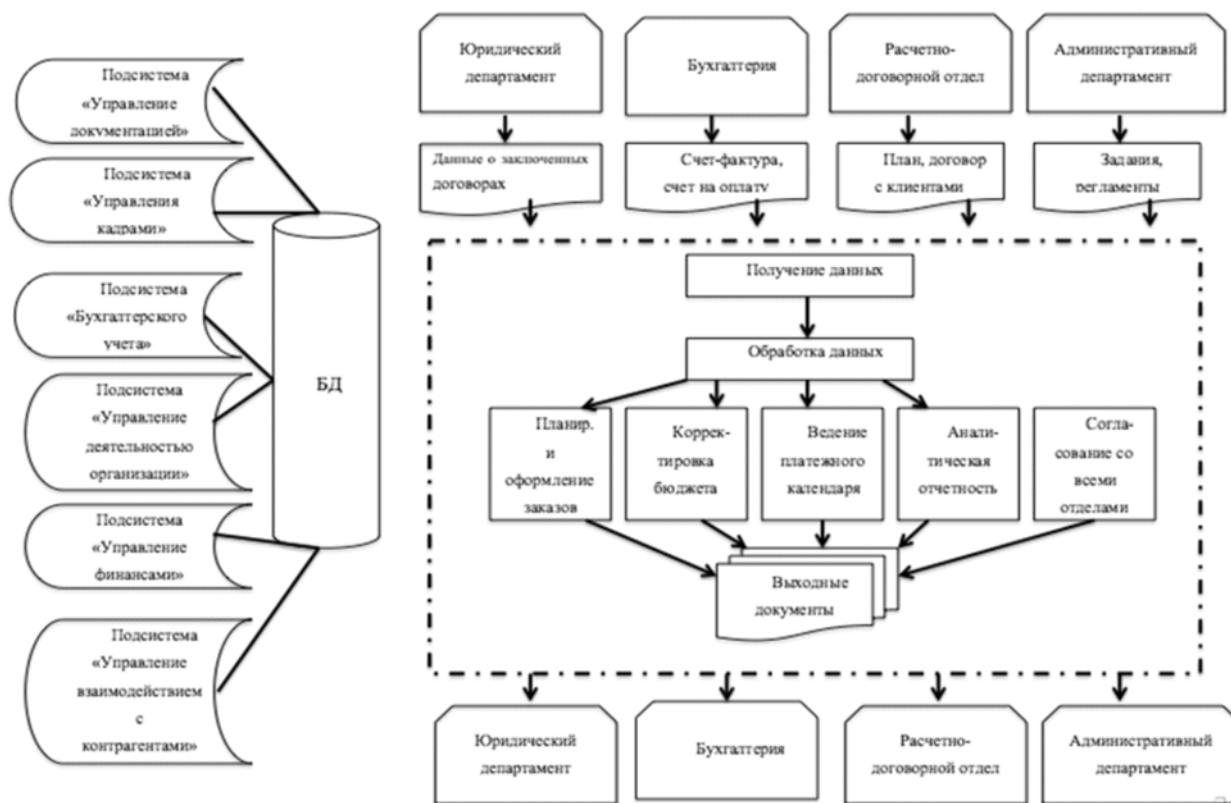 Подсистема
«Управление
документацией»
Подсистема
«Управления
кадрами»
Подсистема
«Бухгалтерского
учета»
Подсистема
«Управление
деятельностью
организации»
Подсистема
«Управление
финансами»
Подсистема
«Управление
взаимодействием
с
контрагентами»
БД
Юридический
департамент
Бухгалтерия
Расчетно-
договорной отдел
Административный
департамент
Данные о заключенных
договорах
Счет-фактура,
счет на оплату
План, договор
с клиентами
Задания,
регламенты
Получение данных
Обработка данных
Планир.
и
оформление
заказов
Коррек-
тировка
бюджета
Ведение
платежного
календаря
Анали-
тическая
отчетность
Согла-
сование со
всеми
отделами
Выходные
документы
Юридический
департамент
Бухгалтерия
Расчетно-
договорной отдел
Административный
департамент